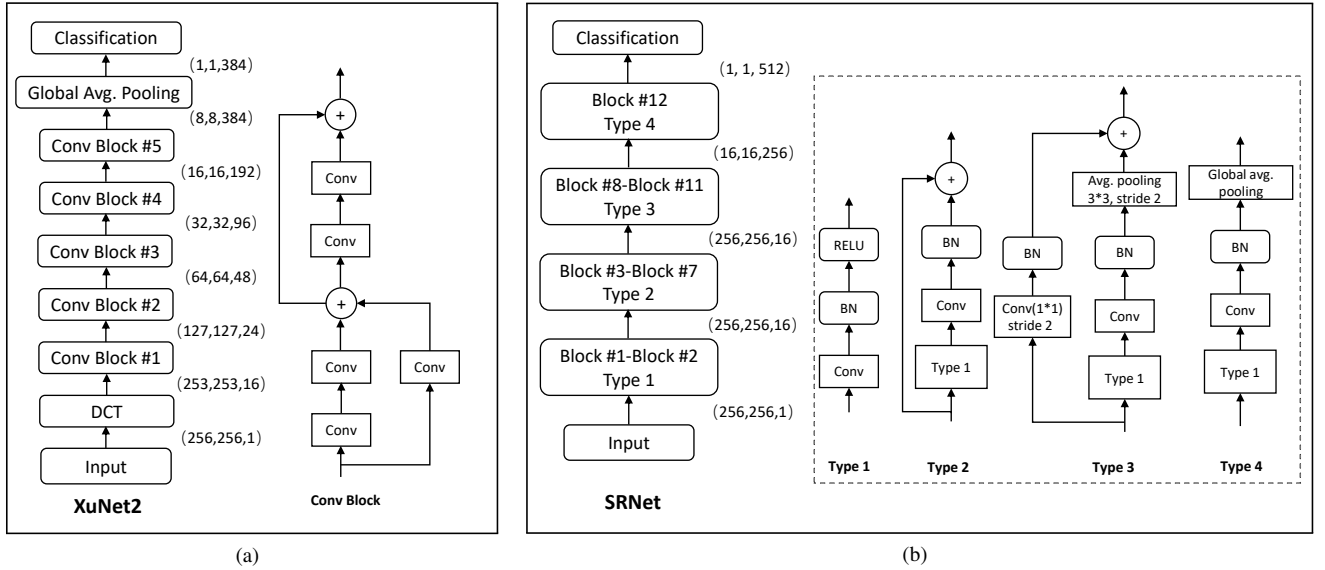 Classification
(1,1,384)
Global Avg. Pooling
(8,8,384)
Conv Block #5
(16,16,192)
Conv Block #4
(32,32,96)
Conv Block #3
(64,64,48)
Conv Block #2
(127,127,24)
Conv Block #1
(253,253,16)
DCT
(256,256,1)
Input
XuNet2
+
Conv
Conv
+
Conv
Conv
Conv
Conv Block
(a)
Classification
(1, 1, 512)
Block #12
Type 4
(16,16,256)
Block #8-Block #11
Type 3
(256,256,16)
Block #3-Block #7
Type 2
(256,256,16)
Block #1-Block #2
Type 1
(256,256,1)
Input
SRNet
RELU
BN
Conv
Type 1
+
BN
Conv
Type 1
Type 2
+
Avg. pooling
3*3, stride 2
BN
BN
Conv(1*1)
stride 2
Conv
Type 1
Type 3
Global avg.
pooling
BN
Conv
Type 1
Type 4
(b)